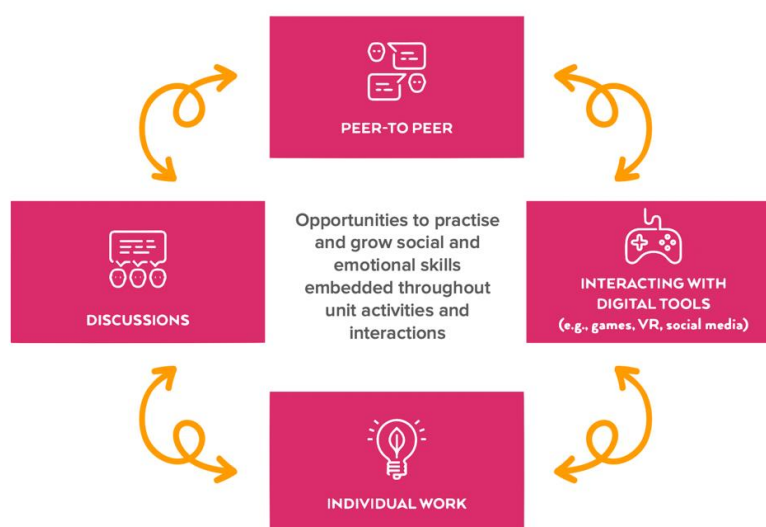 PEER-TO PEER
DISCUSSIONS
Opportunities to practise
and grow social and
emotional skills
embedded throughout
unit activities and
interactions
INTERACTING WITH
DIGITAL TOOLS
(e.g., games, VR, social media)
INDIVIDUAL WORK